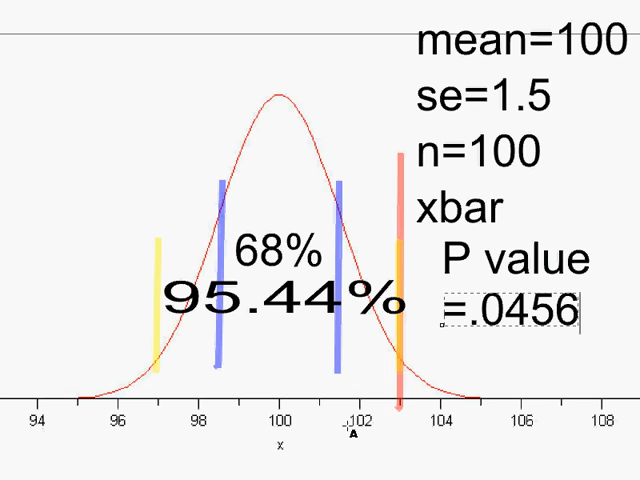 mean=100
se=1.5
n=100
xbar
P value
=.0456
68%
95.44%
94 96 98 100 102 104 106 108
x
A